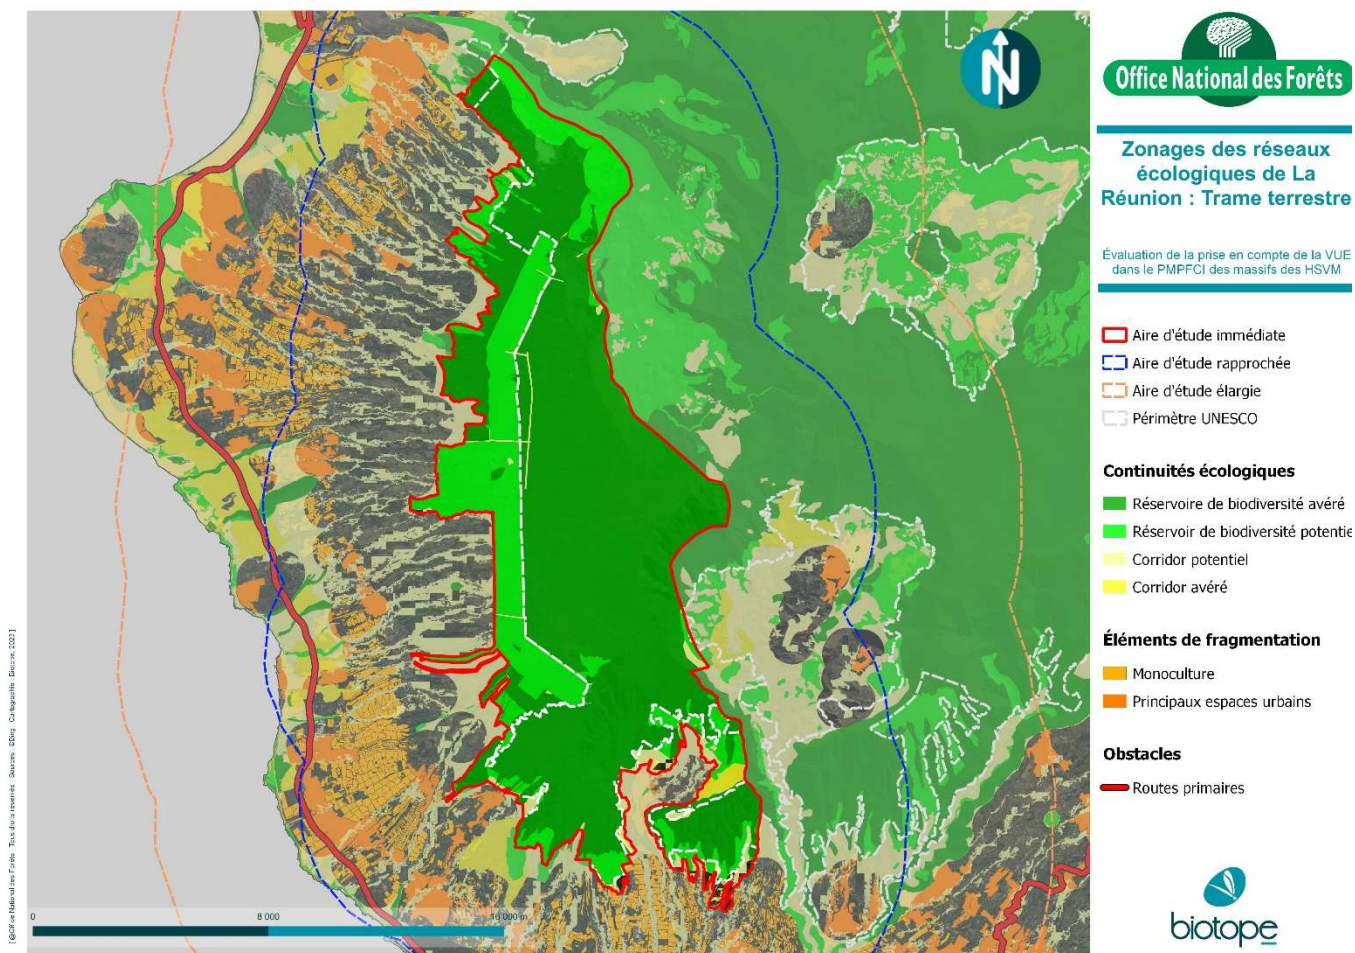 Office National des Forêts
Zonages des réseaux
écologiques de La
Réunion : Trame terrestre
Évaluation de la prise en compte de la VUE
dans le PMPFCI des massifs des HSVM
N
Aire d'étude immédiate
Aire d'étude rapprochée
Aire d'étude élargie
Périmètre UNESCO
Continuités écologiques
Réservoire de biodiversité avéré
Réservoir de biodiversité potentie
Corridor potentiel
Corridor avéré
Éléments de fragmentation
Monoculture
Principaux espaces urbains
Obstacles
Routes primaires
biotope
0 8 000 16 000 m